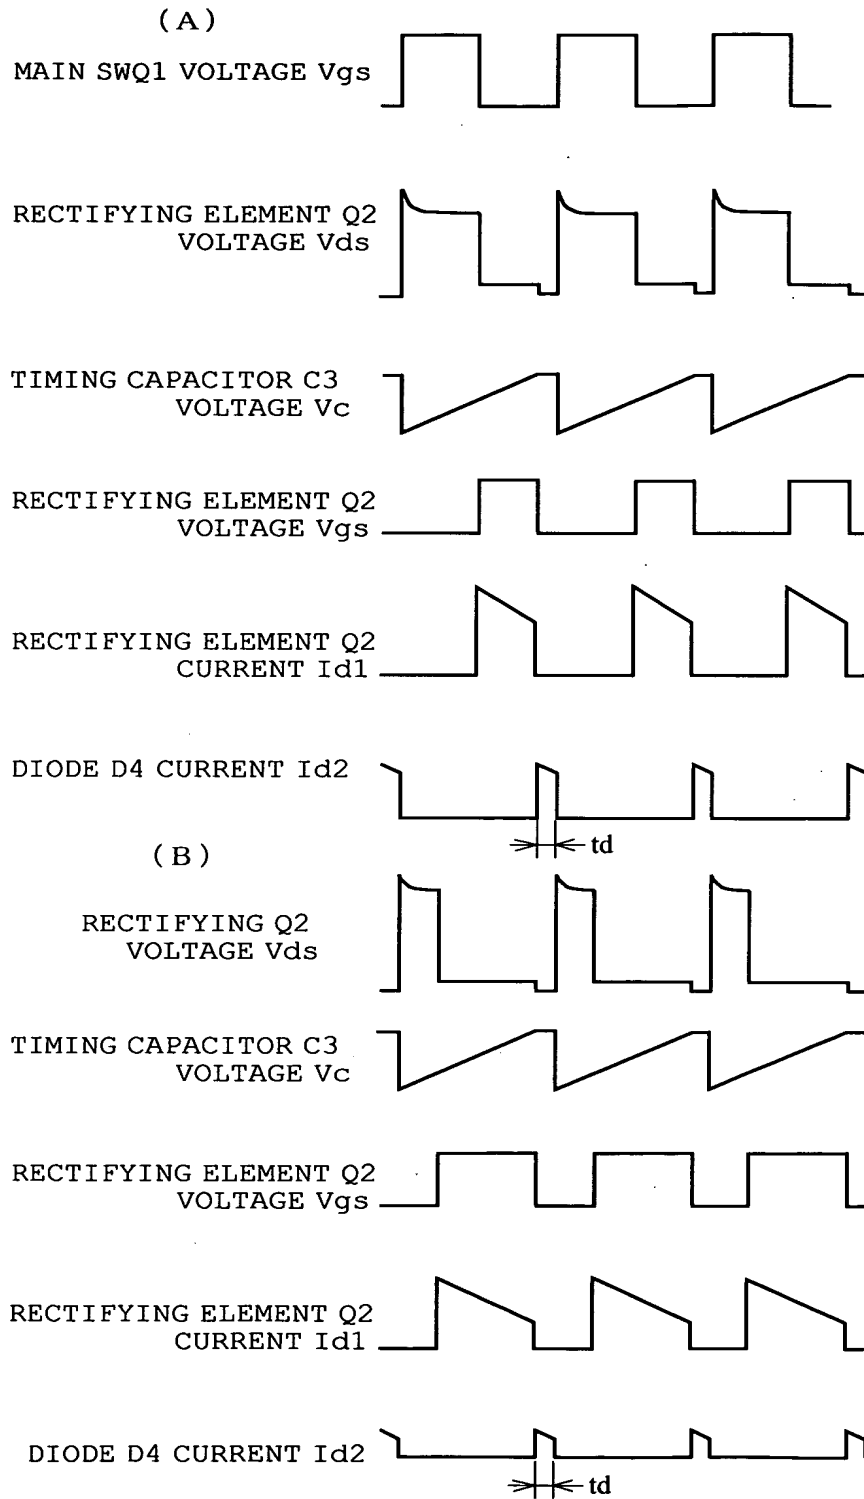 (A)
MAIN SWQ1 VOLTAGE Vgs
RECTIFYING ELEMENT Q2
VOLTAGE Vds
TIMING CAPACITOR C3
VOLTAGE Vc
RECTIFYING ELEMENT Q2
VOLTAGE Vgs
RECTIFYING ELEMENT Q2
CURRENT Id1
DIODE D4 CURRENT Id2
td
(B)
RECTIFYING Q2
VOLTAGE Vds
TIMING CAPACITOR C3
VOLTAGE Vc
RECTIFYING ELEMENT Q2
VOLTAGE Vgs
RECTIFYING ELEMENT Q2
CURRENT Id1
DIODE D4 CURRENT Id2
td